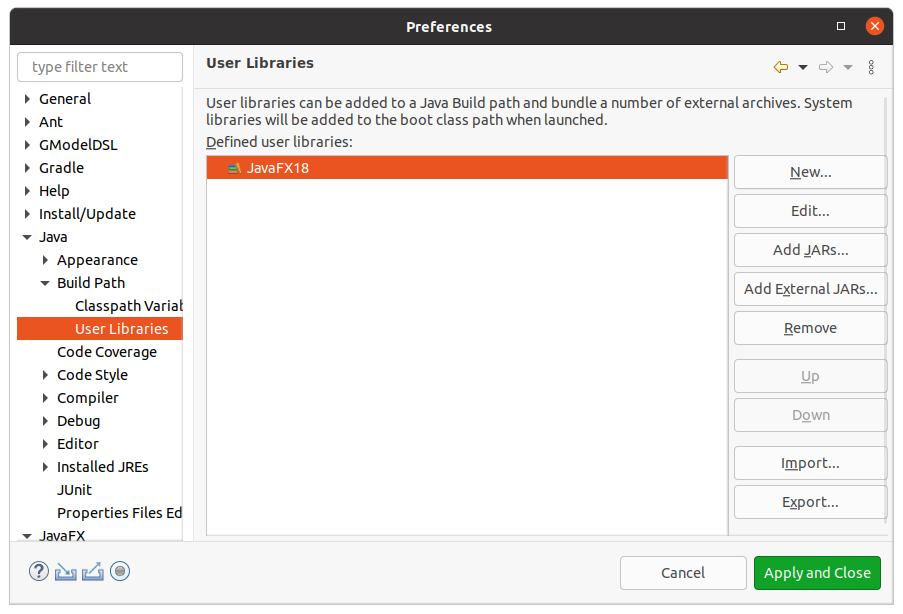 Preferences
type filter text
General
Ant
GModelDSL
Gradle
Help
Install/Update
Java
Appearance
Build Path
Classpath Variab
User Libraries
Code Coverage
Code Style
Compiler
Debug
Editor
Installed JREs
JUnit
Properties Files Ed
JavaFX
User Libraries
User libraries can be added to a Java Build path and bundle a number of external archives. System
libraries will be added to the boot class path when launched.
Defined user libraries:
JavaFX18
New...
Edit...
Add JARs...
Add External JARs...
Remove
Up
Down
Import...
Export...
?
Cancel
Apply and Close